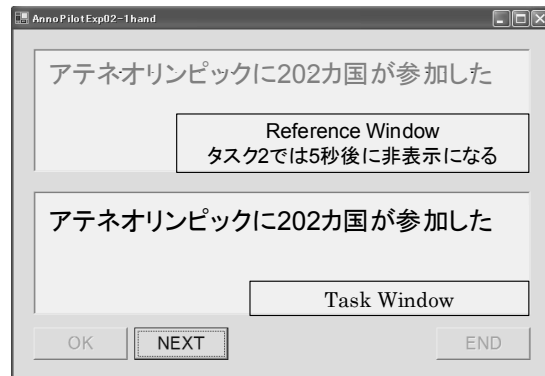 AnnoPilotExp02-1hand
アテネオリンピックに202カ国が参加した
Reference Window
タスク2では5秒後に非表示になる
アテネオリンピックに202カ国が参加した
Task Window
OK
NEXT
END